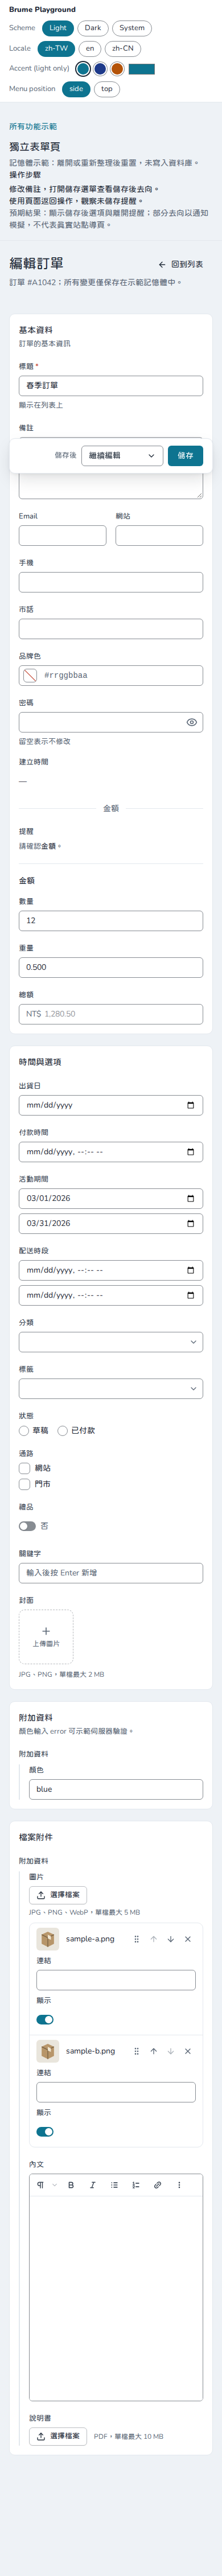 Brume Playground
Scheme Light Dark System
Locale zh-TW en zh-CN
Accent (light only)
Menu position side top
所有功能示範
獨立表單頁
記憶體示範：離開或重新整理後重置，未寫入資料庫。
操作步驟
修改備註，打開儲存選單查看儲存後去向。
使用頁面返回操作，觀察未儲存提醒。
預期結果：顯示儲存後選項與離開提醒；部分去向以通知
模擬，不代表真實站點導頁。
編輯訂單
回到列表
訂單 #A1042；所有變更僅保存在示範記憶體中。
基本資料
訂單的基本資訊
標題 *
春季訂單
顯示在列表上
備註
儲存後 繼續編輯 儲存
Email 網站
手機
市話
品牌色
#rrggbbaa
密碼
留空表示不修改
建立時間
—
金額
提醒
請確認金額。
金額
數量
12
重量
0.500
總額
NT$ 1,280.50
時間與選項
出貨日
mm/dd/yyyy
付款時間
mm/dd/yyyy, --:-- --
活動期間
03/01/2026
03/31/2026
配送時段
mm/dd/yyyy, --:-- --
mm/dd/yyyy, --:-- --
分類
標籤
狀態
草稿 已付款
通路
網站
門市
禮品
否
關鍵字
輸入後按 Enter 新增
封面
上傳圖片
JPG、PNG，單檔最大 2 MB
附加資料
顏色輸入 error 可示範伺服器驗證。
附加資料
顏色
blue
檔案附件
附加資料
圖片
選擇檔案
JPG、PNG、WebP，單檔最大 5 MB
sample-a.png
連結
顯示
sample-b.png
連結
顯示
內文
說明書
選擇檔案 PDF，單檔最大 10 MB